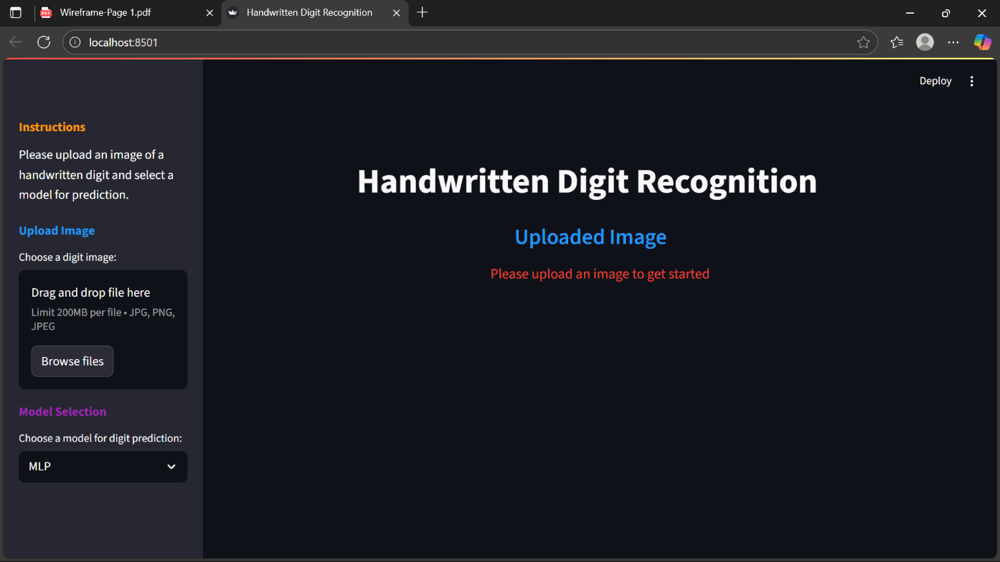 Wireframe-Page 1.pdf
Handwritten Digit Recognition
localhost:8501
Deploy
Instructions
Please upload an image of a
handwritten digit and select a
model for prediction.
Upload Image
Choose a digit image:
Drag and drop file here
Limit 200MB per file • JPG, PNG,
JPEG
Browse files
Model Selection
Choose a model for digit prediction:
MLP
Handwritten Digit Recognition
Uploaded Image
Please upload an image to get started